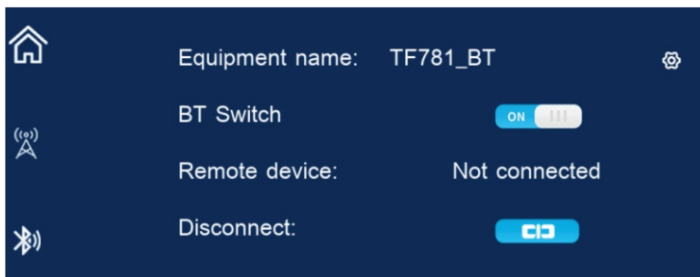 Equipment name: TF781_BT
BT Switch ON
Remote device: Not connected
Disconnect: